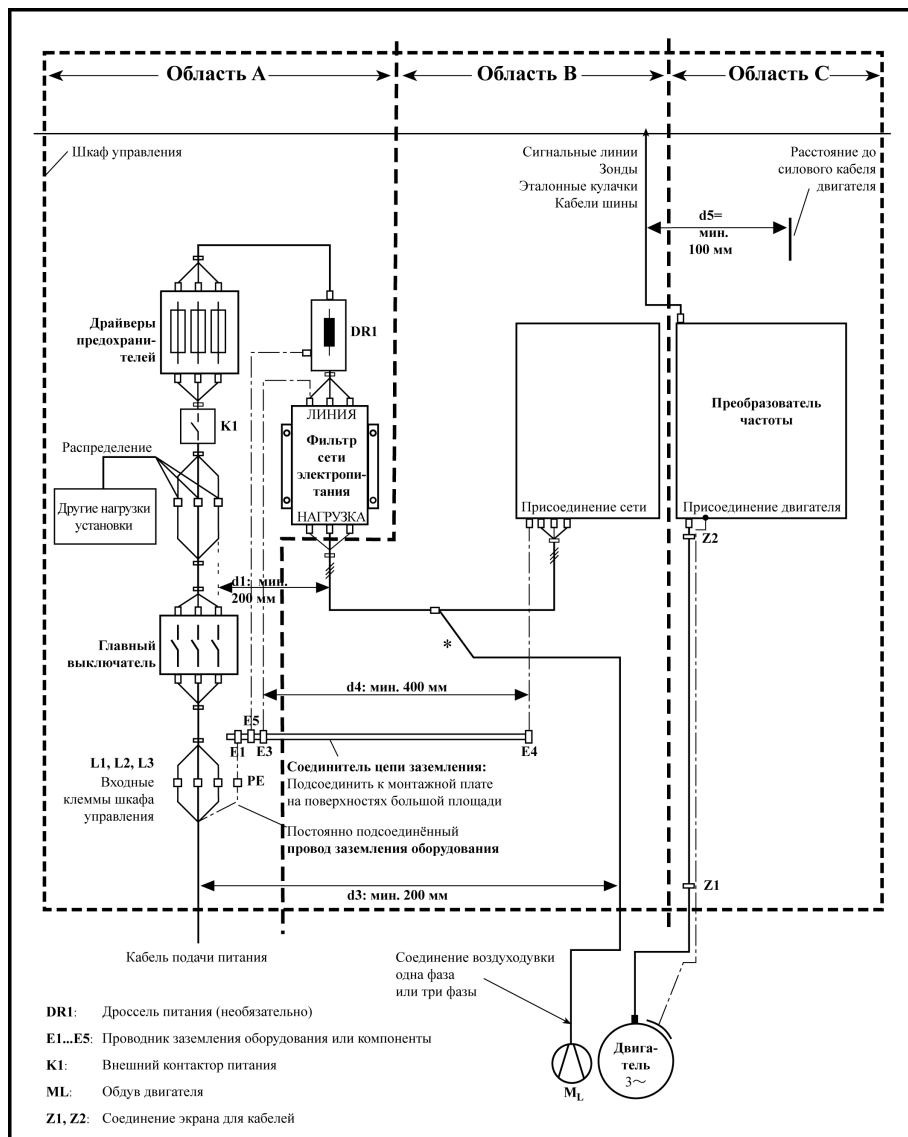 Область А
Область В
Область С
Шкаф управления
Сигнальные линии
Зонды
Эталонные кулачки
Кабели шины
Расстояние до
силового кабеля
двигателя
d5=
мин.
100 мм
Драйверы
предохрани-
телей
DR1
K1
ЛИНИЯ
Фильтр
сети
электропи-
тания
НАГРУЗКА
Распределение
Другие нагрузки
установки
Преобразователь
частоты
Присоединение сети
Присоединение двигателя
Z2
d1: мин.
200 мм
Главный
выключатель
*
d4: мин. 400 мм
E5
E1
E3
E4
L1, L2, L3
Входные
клеммы шкафа
управления
PE
Соединитель цепи заземления:
Подсоединить к монтажной плате
на поверхностях большой площади
Постоянно подсоединённый
провод заземления оборудования
Z1
d3: мин. 200 мм
Кабель подачи питания
Соединение воздуходувки
одна фаза
или три фазы
ML
Двига-
тель
3~
DR1: Дроссель питания (необязательно)
E1...E5: Проводник заземления оборудования или компоненты
K1: Внешний контактор питания
ML: Обдув двигателя
Z1, Z2: Соединение экрана для кабелей